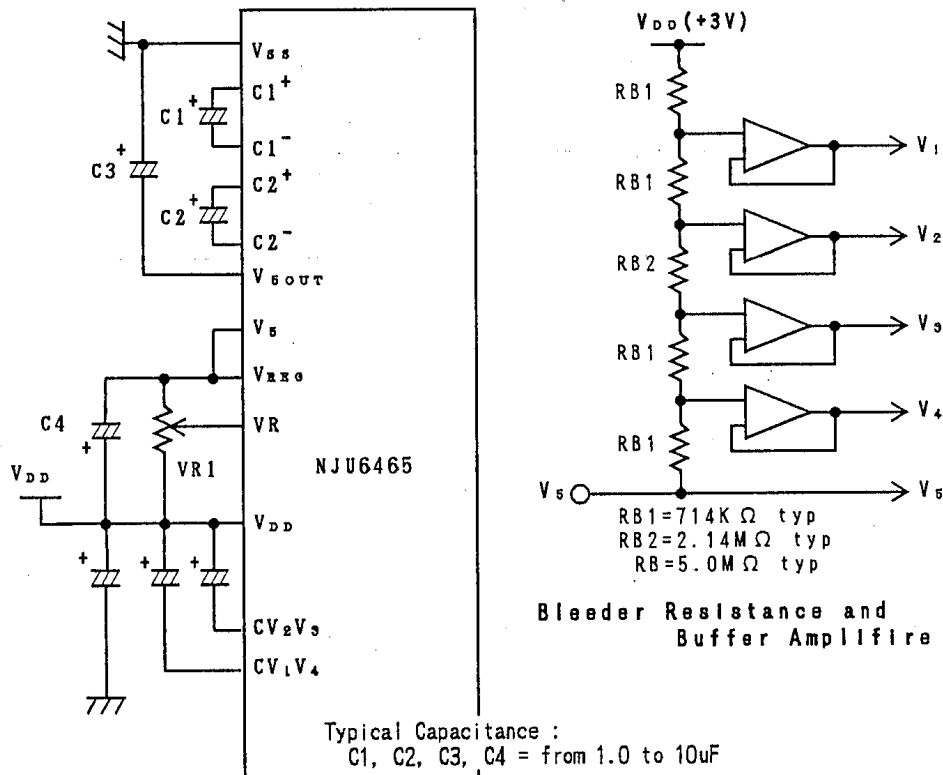 VSS
C1+
C1
+
C1-
C3
+
C2+
C2
+
C2-
V5OUT
V5
VREG
C4
+
VR
VR1
NJU6465
VDD
VDD
+
+
+
CV2V3
CV1V4
Typical Capacitance :
C1, C2, C3, C4 = from 1.0 to 10uF
VDD(+3V)
RB1
V1
RB1
V2
RB2
V3
RB1
V4
RB1
V5
V5
RB1=714KΩ typ
RB2=2.14MΩ typ
RB=5.0MΩ typ
Bleeder Resistance and
Buffer Amplifire